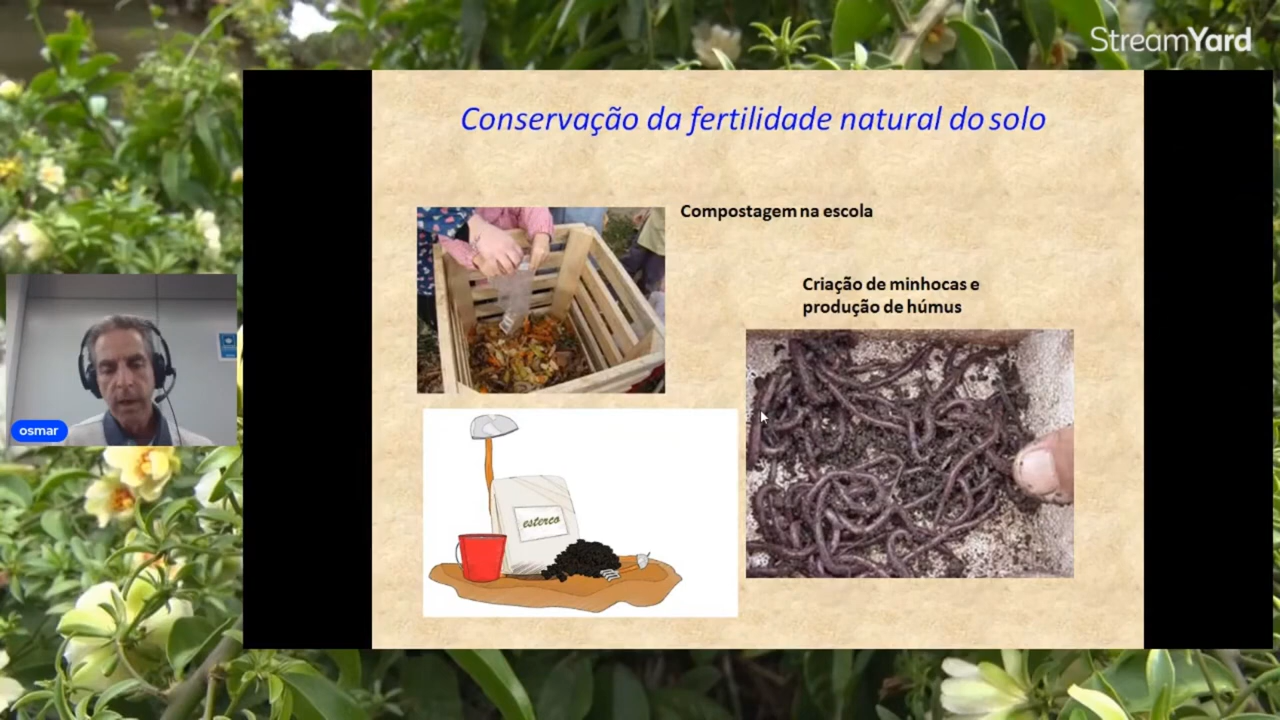 StreamYard
Conservação da fertilidade natural do solo
Compostagem na escola
Criação de minhocas e
produção de húmus
osmar
esterco